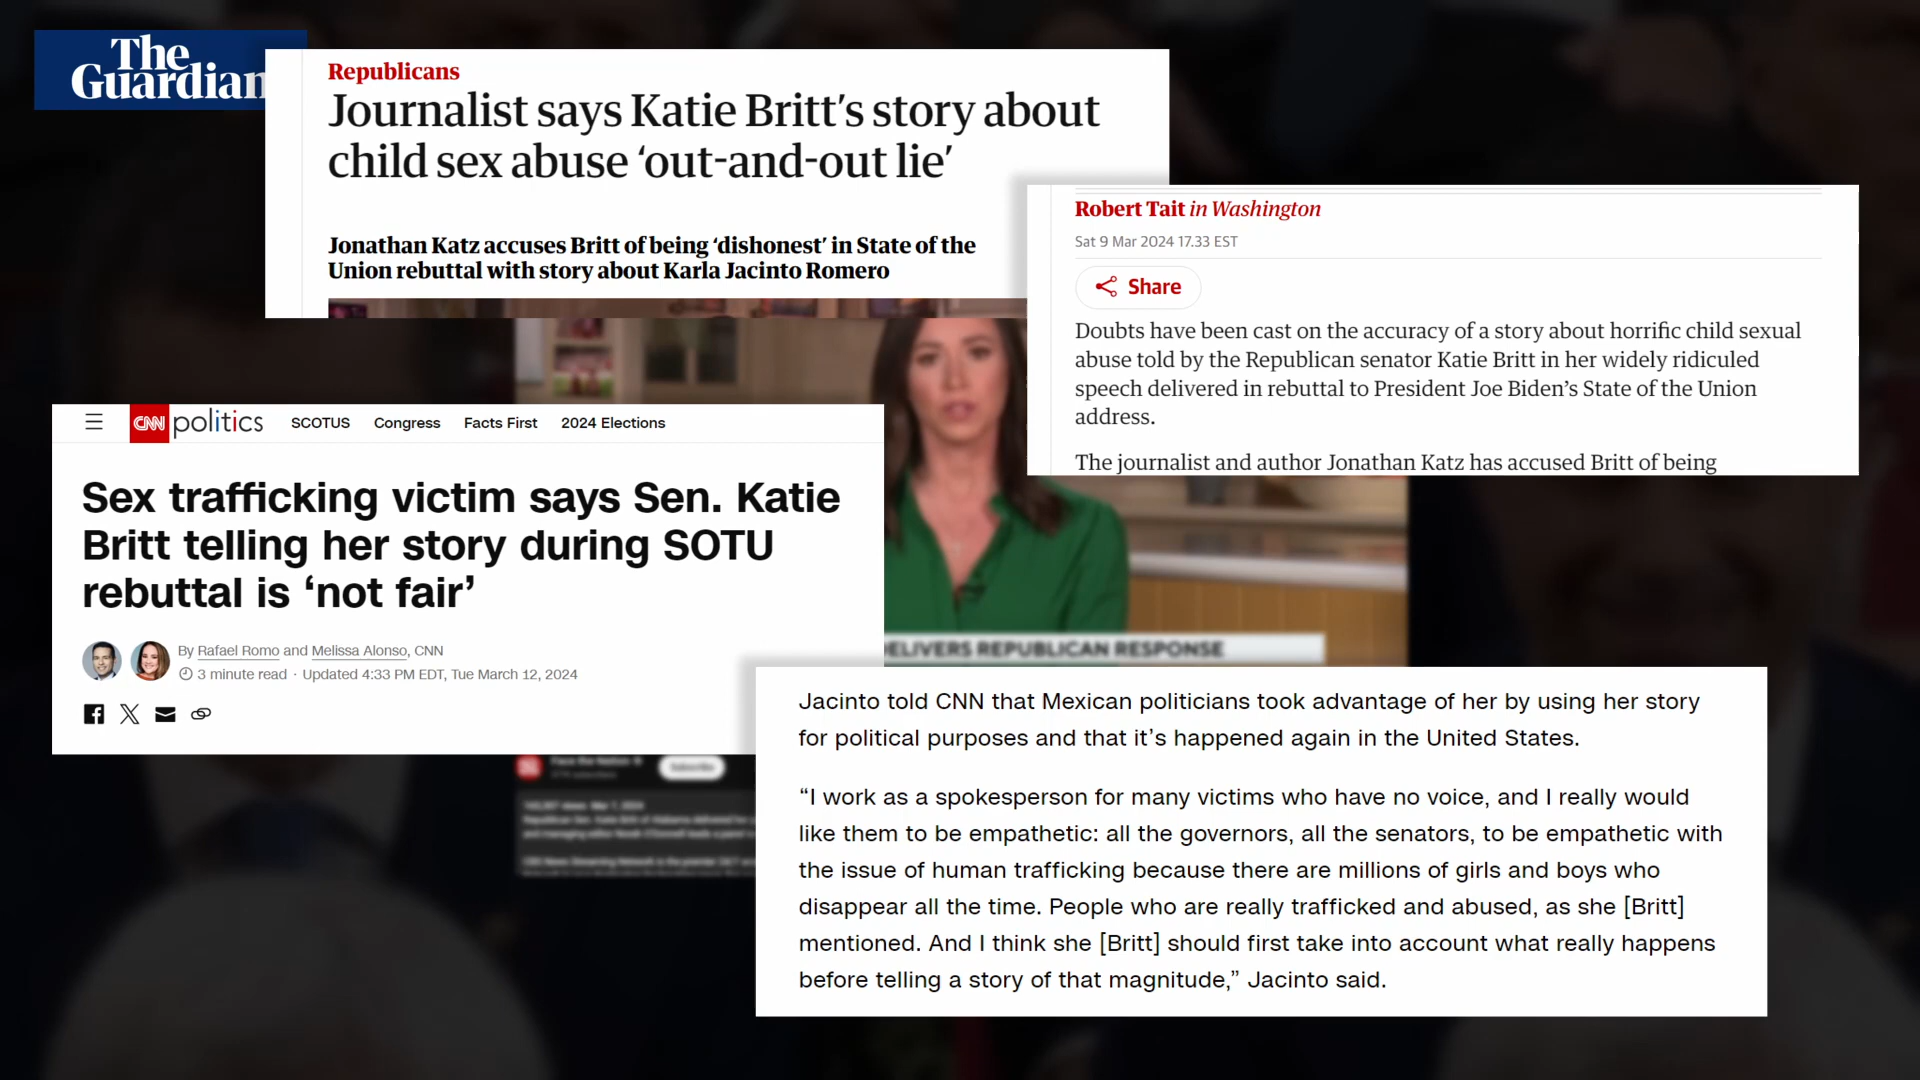 The
Guardian
Republicans
Journalist says Katie Britt’s story about
child sex abuse ‘out-and-out lie’
Jonathan Katz accuses Britt of being ‘dishonest’ in State of the
Union rebuttal with story about Karla Jacinto Romero
Robert Tait in Washington
Sat 9 Mar 2024 17.33 EST
Share
Doubts have been cast on the accuracy of a story about horrific child sexual
abuse told by the Republican senator Katie Britt in her widely ridiculed
speech delivered in rebuttal to President Joe Biden’s State of the Union
address.
The journalist and author Jonathan Katz has accused Britt of being
CNN politics SCOTUS Congress Facts First 2024 Elections
Sex trafficking victim says Sen. Katie
Britt telling her story during SOTU
rebuttal is ‘not fair’
By Rafael Romo and Melissa Alonso, CNN
3 minute read · Updated 4:33 PM EDT, Tue March 12, 2024
ELIVERS REPUBLICAN RESPONSE
Face the Nation
Subscribe
Jacinto told CNN that Mexican politicians took advantage of her by using her story
for political purposes and that it’s happened again in the United States.
“I work as a spokesperson for many victims who have no voice, and I really would
like them to be empathetic: all the governors, all the senators, to be empathetic with
the issue of human trafficking because there are millions of girls and boys who
disappear all the time. People who are really trafficked and abused, as she [Britt]
mentioned. And I think she [Britt] should first take into account what really happens
before telling a story of that magnitude,” Jacinto said.